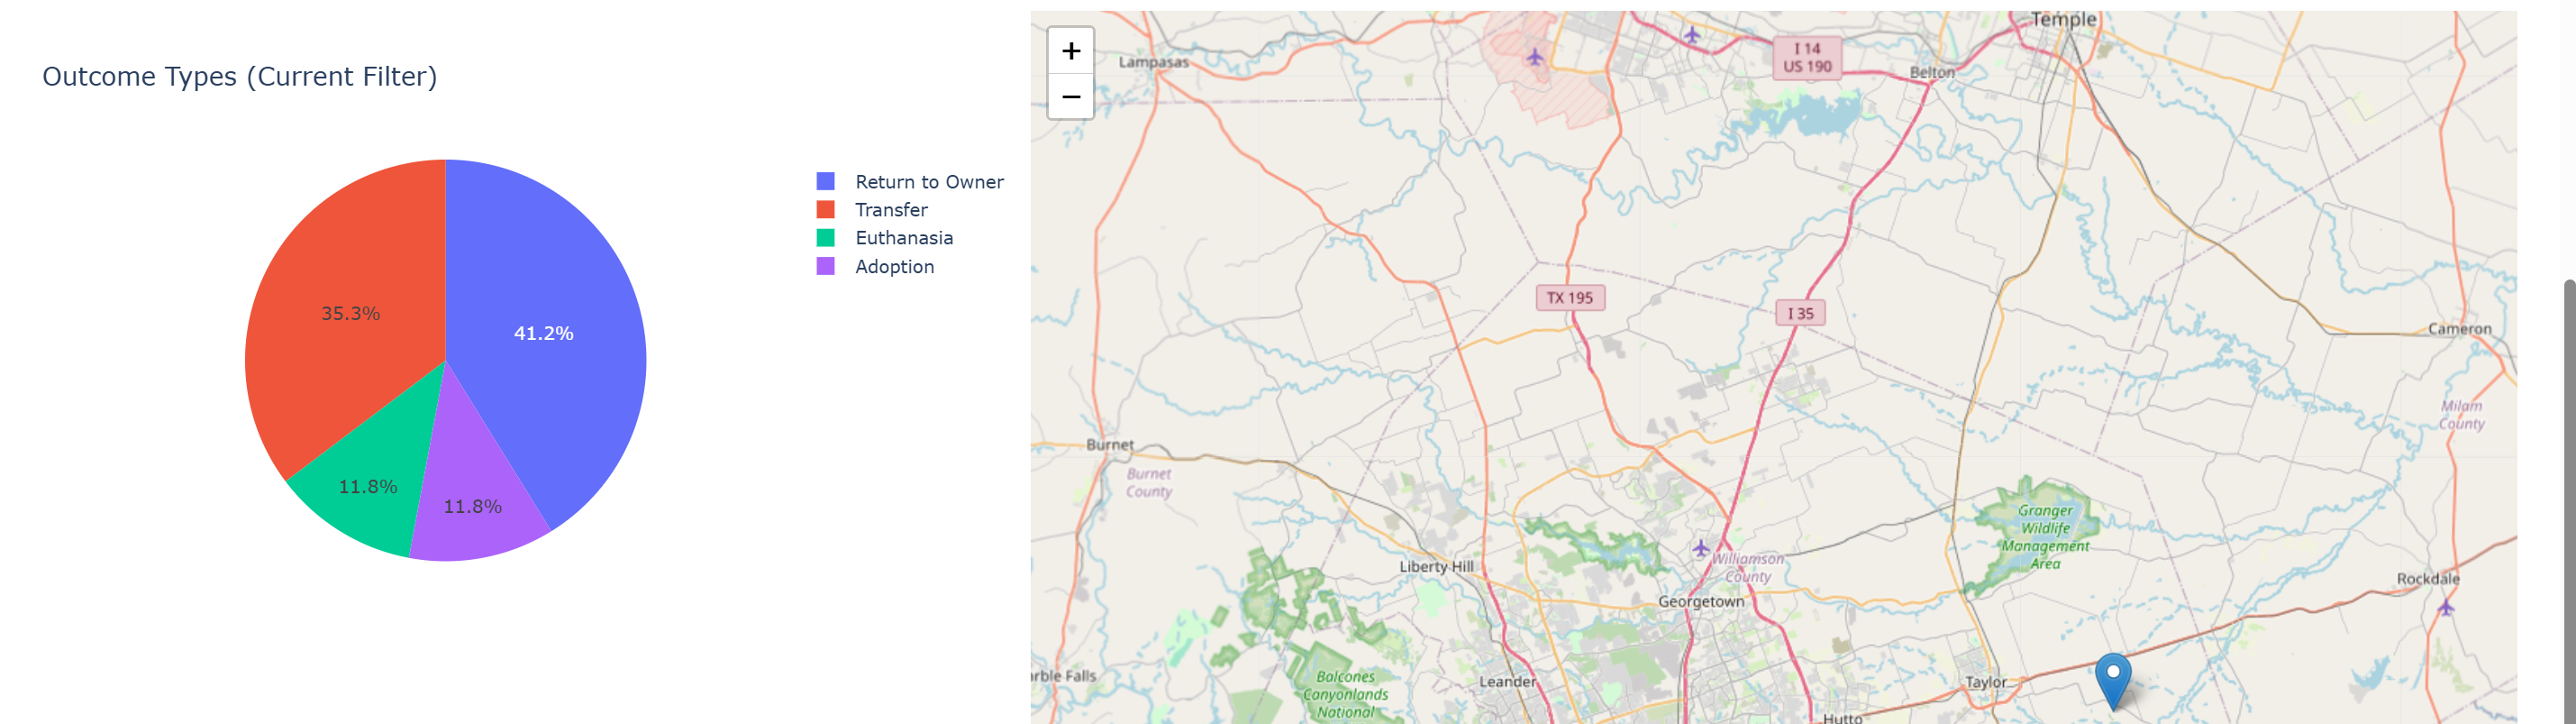 Outcome Types (Current Filter)
41.2%
35.3%
11.8%
11.8%
Return to Owner
Transfer
Euthanasia
Adoption
+
−
Temple
I 14
US 190
Lampasas
Belton
TX 195
I 35
Cameron
Milam
County
Burnet
Burnet
County
Granger
Wildlife
Management
Area
Liberty Hill
Williamson
County
Georgetown
Rockdale
rble Falls
Balcones
Canyonlands
National
Leander
Taylor
Hutto